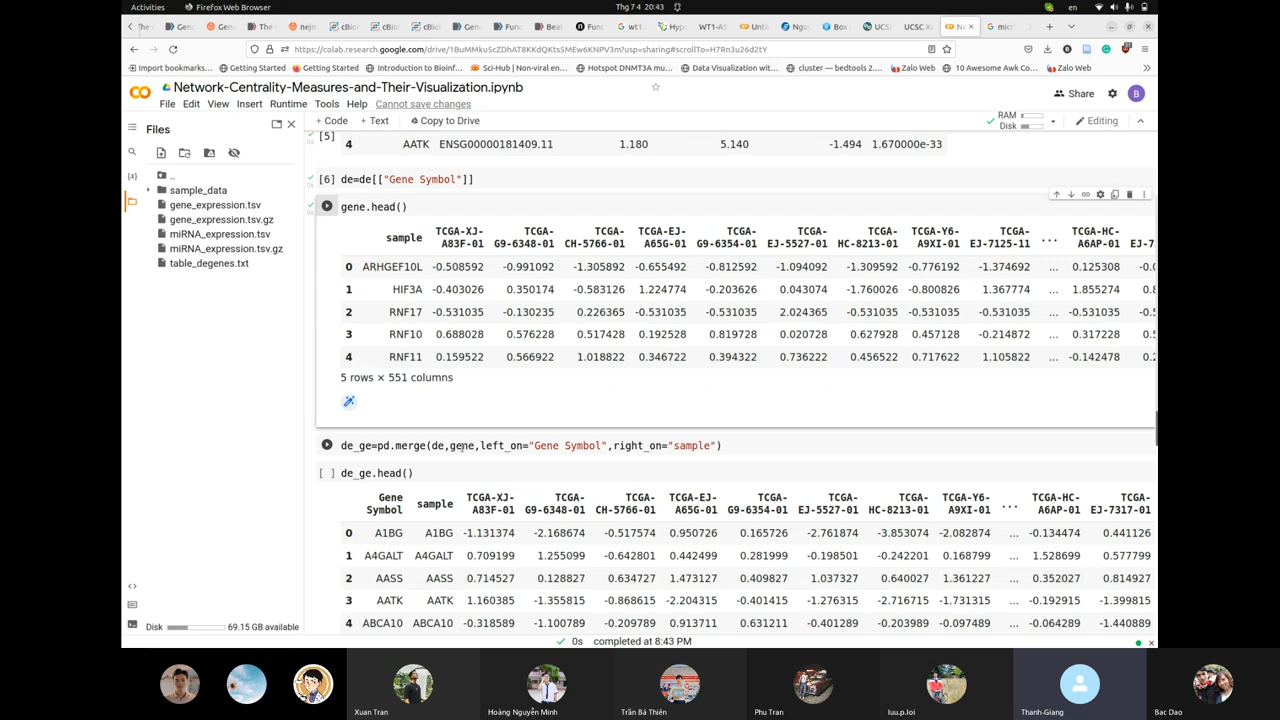 Activities Firefox Web Browser Thg 7 4 20:43 en
https://colab.research.google.com/drive/1BuMMkuScZDhAT8KKdQKtsSMEw6KNPV3m?usp=sharing#scrollTo=H7Rn3u26d2tY
Import bookmarks... Getting Started Getting Started Introduction to Bioinf... Sci-Hub | Non-viral en... Hotspot DNMT3A mu... Data Visualization wit... cluster — bedtools 2.... Zalo Web 10 Awesome Awk Co... Zalo Web
Network-Centrality-Measures-and-Their-Visualization.ipynb
Share B
File Edit View Insert Runtime Tools Help Cannot save changes
Files
+ Code + Text Copy to Drive
RAM
Disk
Editing
[5] 4 AATK ENSG00000181409.11 1.180 5.140 -1.494 1.670000e-33
..
sample_data
gene_expression.tsv
gene_expression.tsv.gz
miRNA_expression.tsv
miRNA_expression.tsv.gz
table_degenes.txt
[6] de=de[["Gene Symbol"]]
gene.head()
sample TCGA-XJ-A83F-01 TCGA-G9-6348-01 TCGA-CH-5766-01 TCGA-EJ-A65G-01 TCGA-G9-6354-01 TCGA-EJ-5527-01 TCGA-HC-8213-01 TCGA-Y6-A9XI-01 TCGA-EJ-7125-11 ... TCGA-HC-A6AP-01
0 ARHGEF10L -0.508592 -0.991092 -1.305892 -0.655492 -0.812592 -1.094092 -1.309592 -0.776192 -1.374692 ... 0.125308
1 HIF3A -0.403026 0.350174 -0.583126 1.224774 -0.203626 0.043074 -1.760026 -0.800826 1.367774 ... 1.855274
2 RNF17 -0.531035 -0.130235 0.226365 -0.531035 -0.531035 2.024365 -0.531035 -0.531035 -0.531035 ... -0.531035
3 RNF10 0.688028 0.576228 0.517428 0.192528 0.819728 0.020728 0.627928 0.457128 -0.214872 ... 0.317228
4 RNF11 0.159522 0.566922 1.018822 0.346722 0.394322 0.736222 0.456522 0.717622 1.105822 ... -0.142478
5 rows × 551 columns
de_ge=pd.merge(de,gene,left_on="Gene Symbol",right_on="sample")
[ ] de_ge.head()
Gene Symbol sample TCGA-XJ-A83F-01 TCGA-G9-6348-01 TCGA-CH-5766-01 TCGA-EJ-A65G-01 TCGA-G9-6354-01 TCGA-EJ-5527-01 TCGA-HC-8213-01 TCGA-Y6-A9XI-01 ... TCGA-HC-A6AP-01 TCGA-EJ-7317-01
0 A1BG A1BG -1.131374 -2.168674 -0.517574 0.950726 0.165726 -2.761874 -3.853074 -2.082874 ... -0.134474 0.441126
1 A4GALT A4GALT 0.709199 1.255099 -0.642801 0.442499 0.281999 -0.198501 -0.242201 0.168799 ... 1.528699 0.577799
2 AASS AASS 0.714527 0.128827 0.634727 1.473127 0.409827 1.037327 0.640027 1.361227 ... 0.352027 0.814927
3 AATK AATK 1.160385 -1.355815 -0.868615 -2.204315 -0.401415 -1.276315 -2.716715 -1.731315 ... -0.192915 -1.399815
4 ABCA10 ABCA10 -0.318589 -1.100789 -0.209789 0.913711 0.631211 -0.401289 -0.203989 -0.097489 ... -0.064289 -1.440889
Disk 69.15 GB available
0s completed at 8:43 PM
Xuan Tran Hoàng Nguyễn Minh Trần Bá Thiên Phu Tran luu.p.loi Thanh-Giang Bac Dao